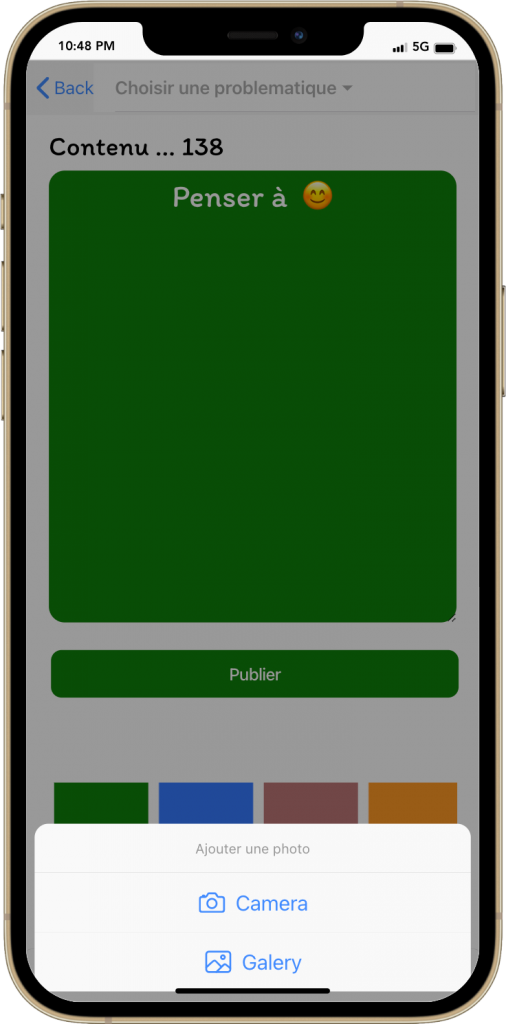 10:48 PM 5G
Back Choisir une problematique
Contenu ... 138
Penser à 😊
Publier
Ajouter une photo
Camera
Galery